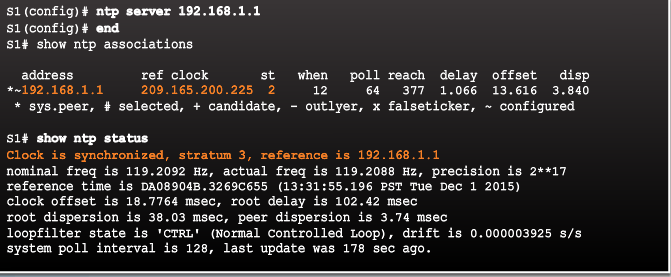 S1(config)# ntp server 192.168.1.1
S1(config)# end
S1# show ntp associations
address ref clock st when poll reach delay offset disp
*~192.168.1.1 209.165.200.225 2 12 64 377 1.066 13.616 3.840
* sys.peer, # selected, + candidate, - outlyer, x falseticker, ~ configured
S1# show ntp status
Clock is synchronized, stratum 3, reference is 192.168.1.1
nominal freq is 119.2092 Hz, actual freq is 119.2088 Hz, precision is 2**17
reference time is DA08904B.3269C655 (13:31:55.196 PST Tue Dec 1 2015)
clock offset is 18.7764 msec, root delay is 102.42 msec
root dispersion is 38.03 msec, peer dispersion is 3.74 msec
loopfilter state is 'CTRL' (Normal Controlled Loop), drift is 0.000003925 s/s
system poll interval is 128, last update was 178 sec ago.